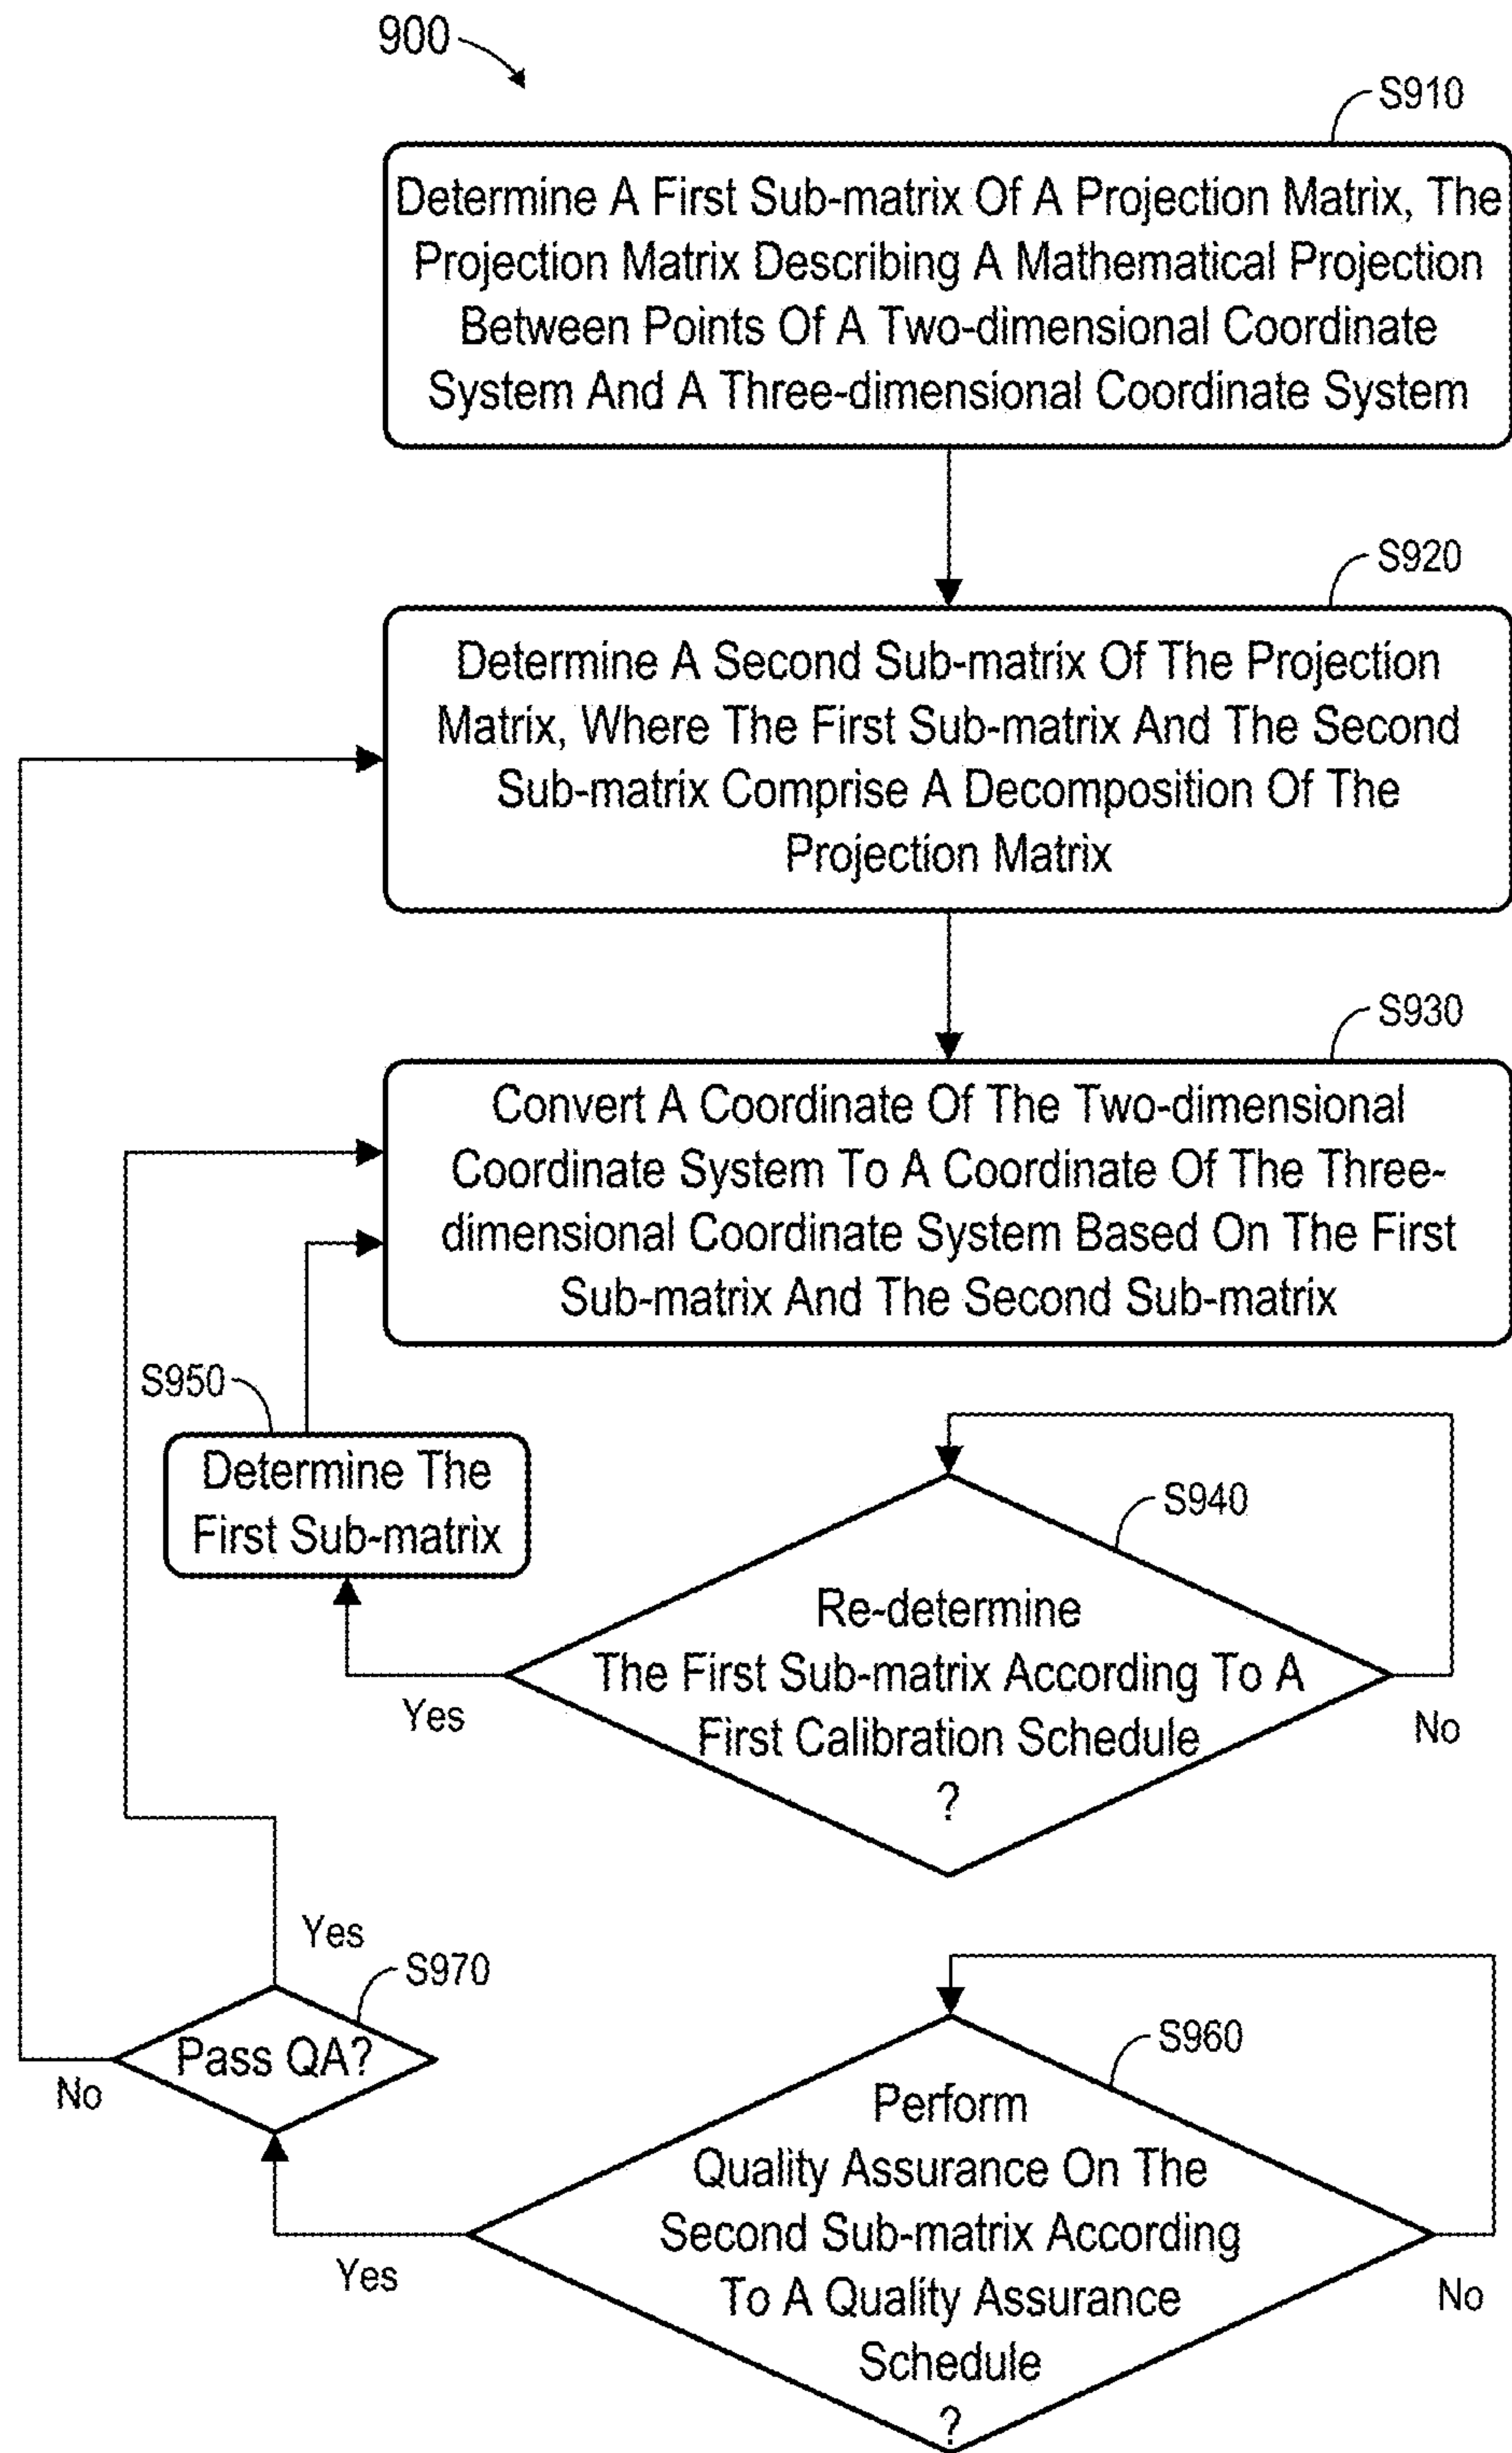 900
S910
Determine A First Sub-matrix Of A Projection Matrix, The
Projection Matrix Describing A Mathematical Projection
Between Points Of A Two-dimensional Coordinate
System And A Three-dimensional Coordinate System
S920
Determine A Second Sub-matrix Of The Projection
Matrix, Where The First Sub-matrix And The Second
Sub-matrix Comprise A Decomposition Of The
Projection Matrix
S930
Convert A Coordinate Of The Two-dimensional
Coordinate System To A Coordinate Of The Three-
dimensional Coordinate System Based On The First
Sub-matrix And The Second Sub-matrix
S950
Determine The
First Sub-matrix
S940
Re-determine
The First Sub-matrix According To A
First Calibration Schedule
?
Yes
No
Yes
S970
Pass QA?
No
S960
Perform
Quality Assurance On The
Second Sub-matrix According
To A Quality Assurance
Schedule
?
Yes
No